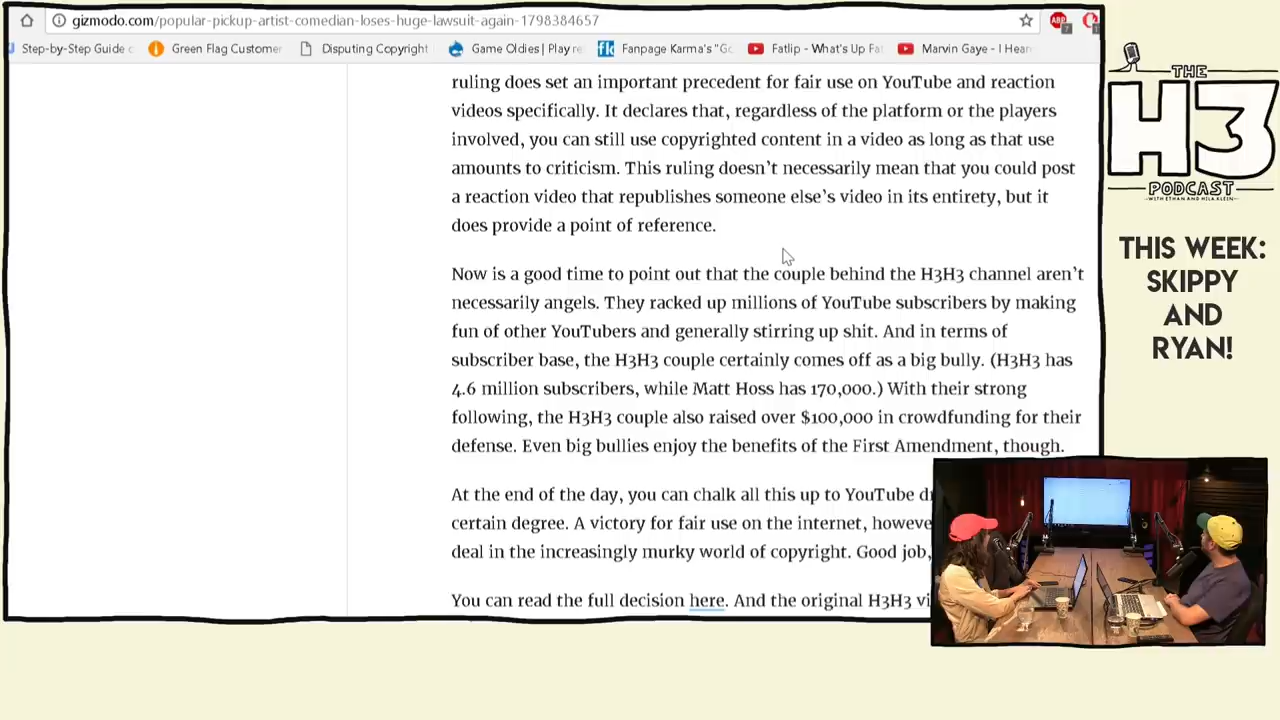 gizmodo.com/popular-pickup-artist-comedian-loses-huge-lawsuit-again-1798384657
Step-by-Step Guide c
Green Flag Customer
Disputing Copyright
Game Oldies | Play re
Fanpage Karma's "Go
Fatlip - What's Up Fa
Marvin Gaye - I Hear
ABP
7
ruling does set an important precedent for fair use on YouTube and reaction
videos specifically. It declares that, regardless of the platform or the players
involved, you can still use copyrighted content in a video as long as that use
amounts to criticism. This ruling doesn't necessarily mean that you could post
a reaction video that republishes someone else's video in its entirety, but it
does provide a point of reference.
Now is a good time to point out that the couple behind the H3H3 channel aren't
necessarily angels. They racked up millions of YouTube subscribers by making
fun of other YouTubers and generally stirring up shit. And in terms of
subscriber base, the H3H3 couple certainly comes off as a big bully. (H3H3 has
4.6 million subscribers, while Matt Hoss has 170,000.) With their strong
following, the H3H3 couple also raised over $100,000 in crowdfunding for their
defense. Even big bullies enjoy the benefits of the First Amendment, though.
At the end of the day, you can chalk all this up to YouTube dr
certain degree. A victory for fair use on the internet, howeve
deal in the increasingly murky world of copyright. Good job,
You can read the full decision here. And the original H3H3 vi
THE
H3
PODCAST
WITH ETHAN AND HILA KLEIN
THIS WEEK:
SKIPPY
AND
RYAN!